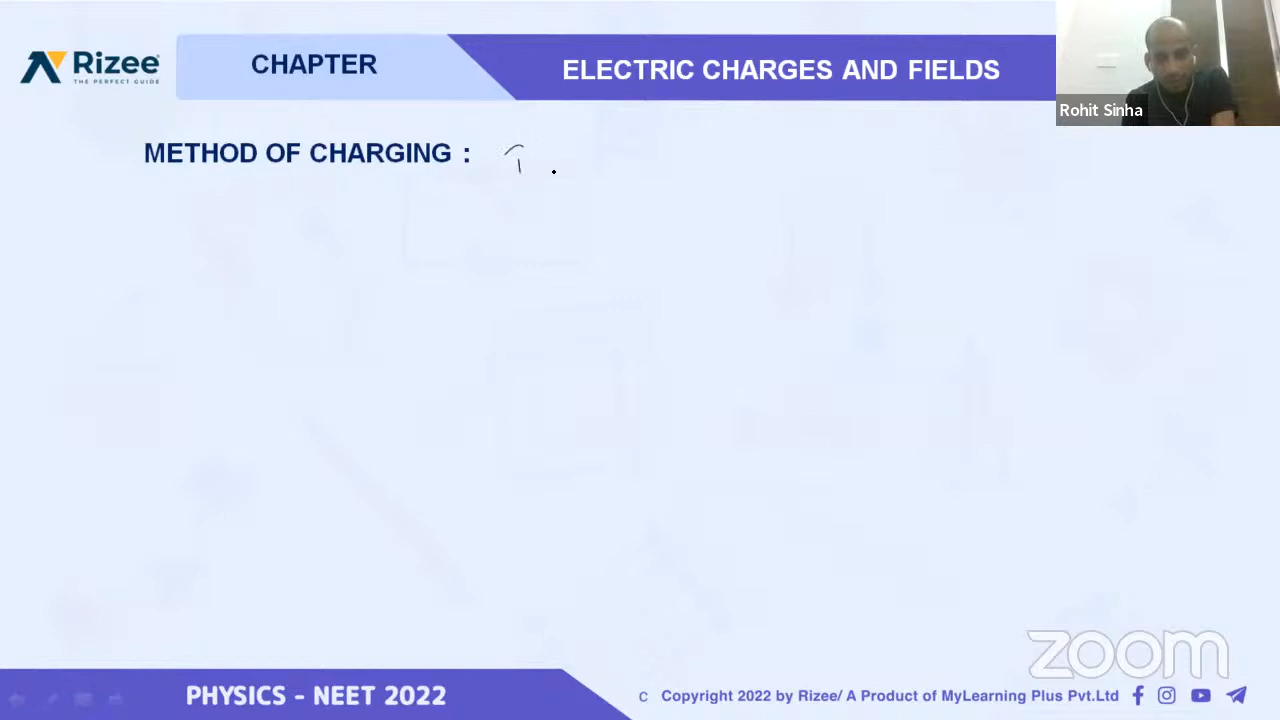 Rizee
THE PERFECT GUIDE
CHAPTER
ELECTRIC CHARGES AND FIELDS
Rohit Sinha
METHOD OF CHARGING :
zoom
PHYSICS - NEET 2022
C Copyright 2022 by Rizee/ A Product of MyLearning Plus Pvt.Ltd